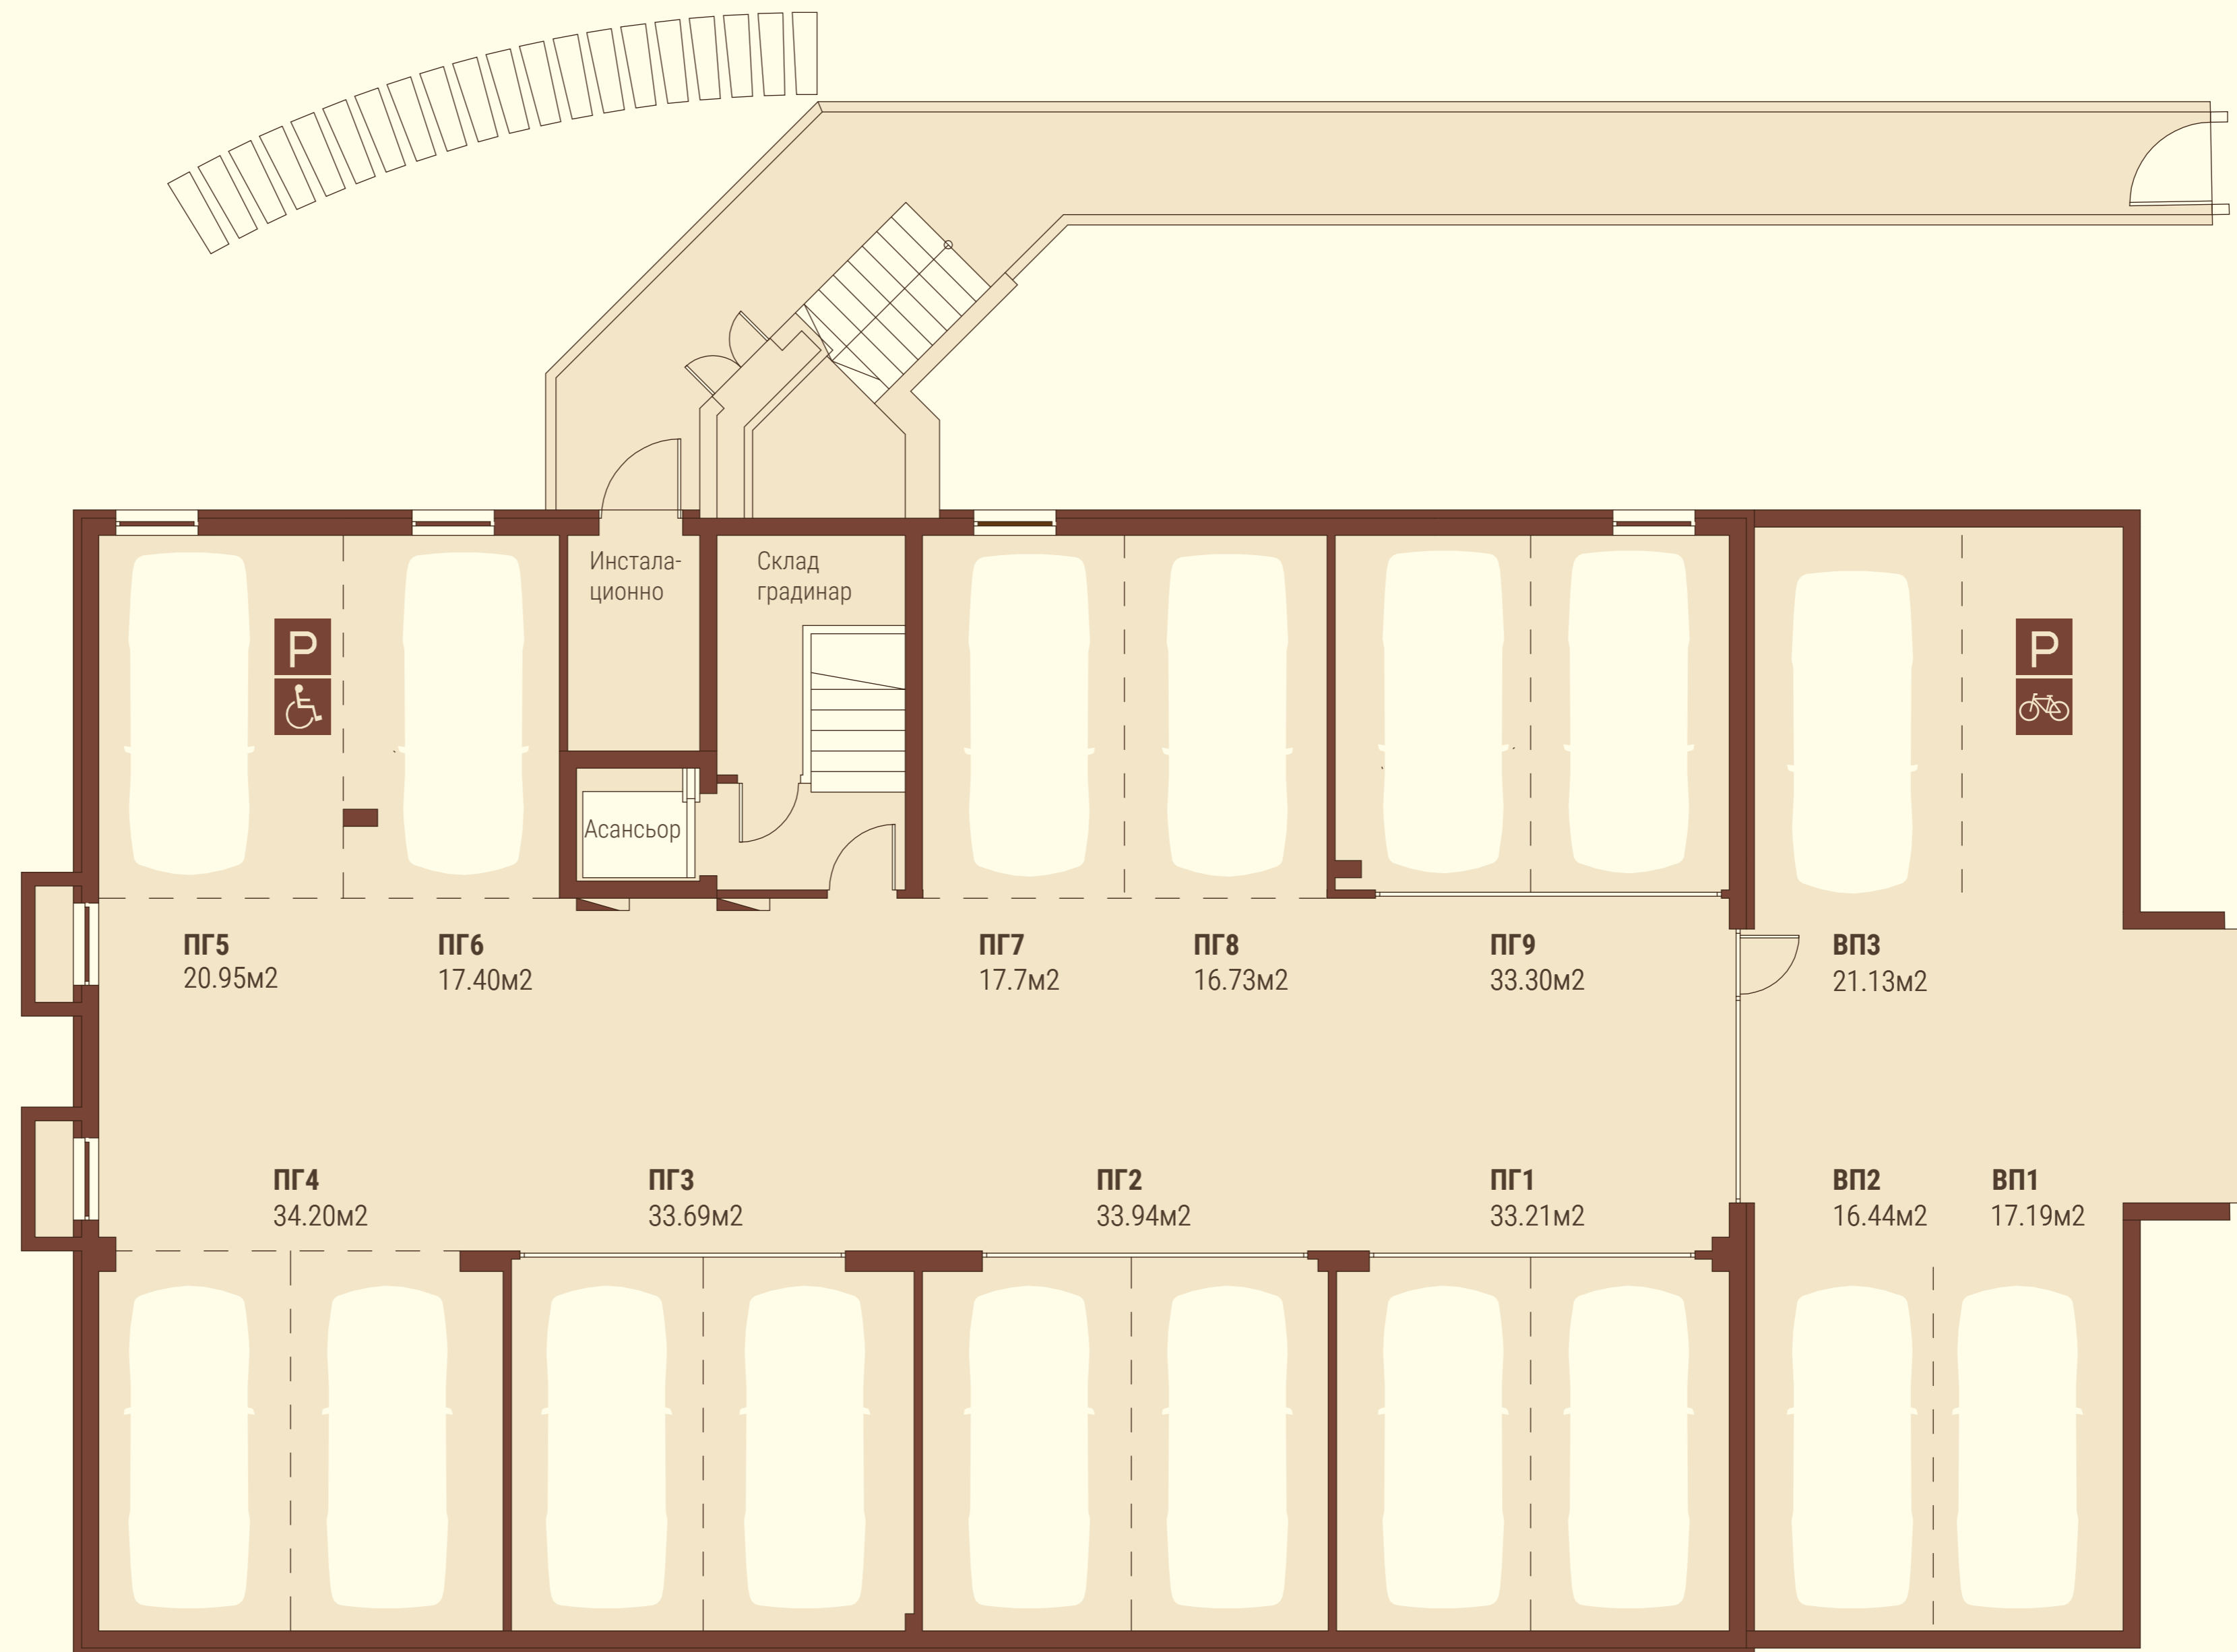 Инстала-
ционно
Склад
градинар
P
P
Асансьор
ПГ5
20.95м2
ПГ6
17.40м2
ПГ7
17.7м2
ПГ8
16.73м2
ПГ9
33.30м2
ВП3
21.13м2
ПГ4
34.20м2
ПГ3
33.69м2
ПГ2
33.94м2
ПГ1
33.21м2
ВП2
16.44м2
ВП1
17.19м2